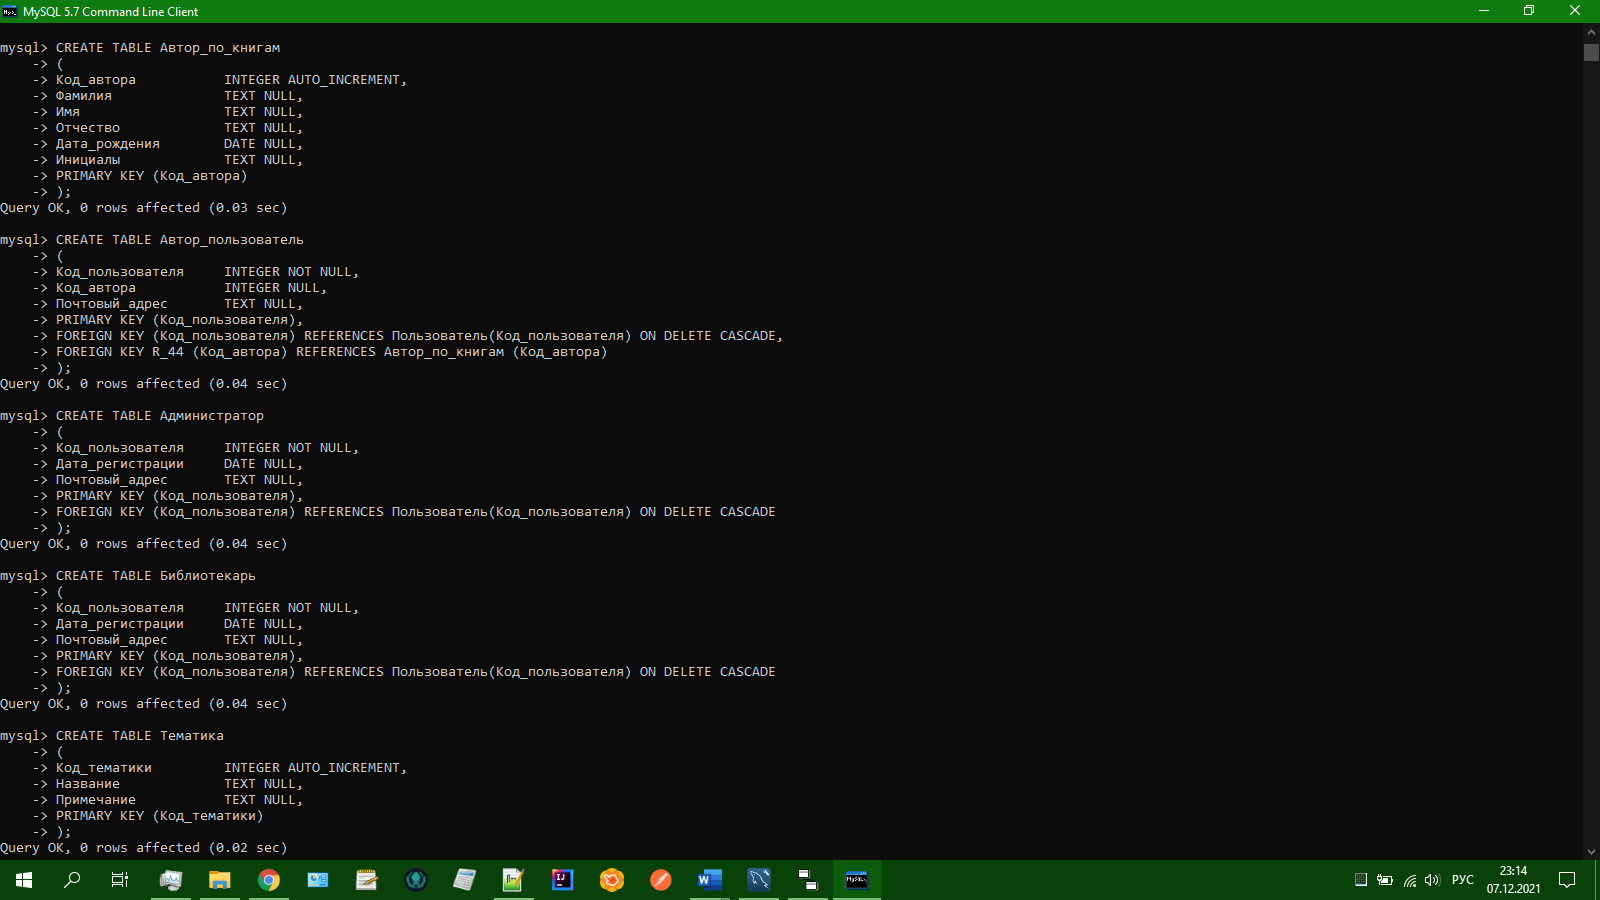 MySQL 5.7 Command Line Client
mysql> CREATE TABLE Автор_по_книгам
    -> (
    -> Код_автора           INTEGER AUTO_INCREMENT,
    -> Фамилия              TEXT NULL,
    -> Имя                  TEXT NULL,
    -> Отчество             TEXT NULL,
    -> Дата_рождения        DATE NULL,
    -> Инициалы             TEXT NULL,
    -> PRIMARY KEY (Код_автора)
    -> );
Query OK, 0 rows affected (0.03 sec)
mysql> CREATE TABLE Автор_пользователь
    -> (
    -> Код_пользователя     INTEGER NOT NULL,
    -> Код_автора           INTEGER NULL,
    -> Почтовый_адрес       TEXT NULL,
    -> PRIMARY KEY (Код_пользователя),
    -> FOREIGN KEY (Код_пользователя) REFERENCES Пользователь(Код_пользователя) ON DELETE CASCADE,
    -> FOREIGN KEY R_44 (Код_автора) REFERENCES Автор_по_книгам (Код_автора)
    -> );
Query OK, 0 rows affected (0.04 sec)
mysql> CREATE TABLE Администратор
    -> (
    -> Код_пользователя     INTEGER NOT NULL,
    -> Дата_регистрации     DATE NULL,
    -> Почтовый_адрес       TEXT NULL,
    -> PRIMARY KEY (Код_пользователя),
    -> FOREIGN KEY (Код_пользователя) REFERENCES Пользователь(Код_пользователя) ON DELETE CASCADE
    -> );
Query OK, 0 rows affected (0.04 sec)
mysql> CREATE TABLE Библиотекарь
    -> (
    -> Код_пользователя     INTEGER NOT NULL,
    -> Дата_регистрации     DATE NULL,
    -> Почтовый_адрес       TEXT NULL,
    -> PRIMARY KEY (Код_пользователя),
    -> FOREIGN KEY (Код_пользователя) REFERENCES Пользователь(Код_пользователя) ON DELETE CASCADE
    -> );
Query OK, 0 rows affected (0.04 sec)
mysql> CREATE TABLE Тематика
    -> (
    -> Код_тематики         INTEGER AUTO_INCREMENT,
    -> Название             TEXT NULL,
    -> Примечание           TEXT NULL,
    -> PRIMARY KEY (Код_тематики)
    -> );
Query OK, 0 rows affected (0.02 sec)
РУС
23:14
07.12.2021